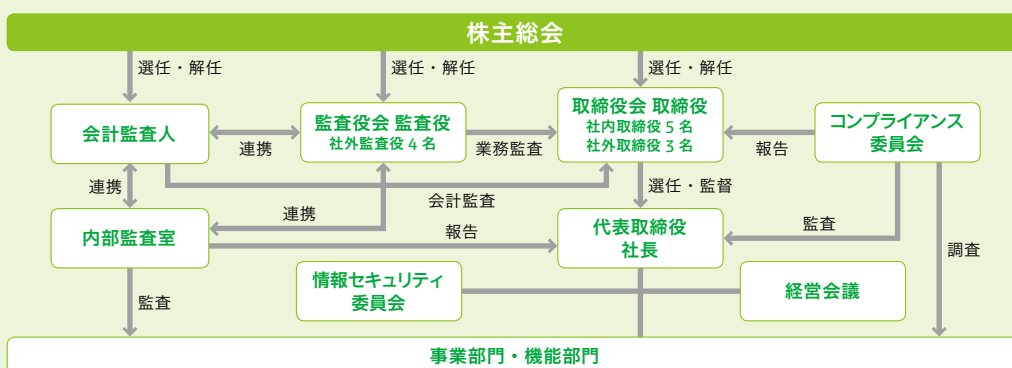 株主総会
選任・解任
選任・解任
選任・解任
会計監査人
連携
監査役会 監査役
社外監査役 4 名
業務監査
取締役会 取締役
社内取締役 5 名
社外取締役 3 名
報告
コンプライアンス
委員会
連携
会計監査
選任・監督
連携
内部監査室
報告
代表取締役
社長
監査
調査
監査
情報セキュリティ
委員会
経営会議
事業部門・機能部門